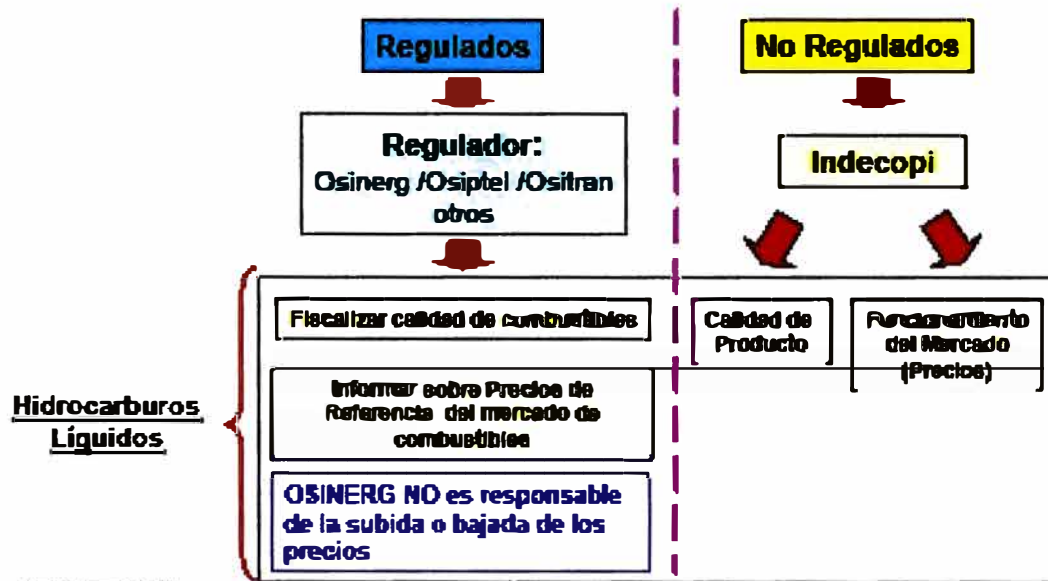 Regulados
No Regulados
Regulador:
Osinerg /Osiptel /Ositran
otros
Indecopi
Fiscalizar calidad de combustibles
Calidad de
Producto
Funcionamiento
del Mercado
(Precios)
Informar sobre Precios de
Referencia del mercado de
combustibles
Hidrocarburos
Líquidos
OSINERG NO es responsable
de la subida o bajada de los
precios